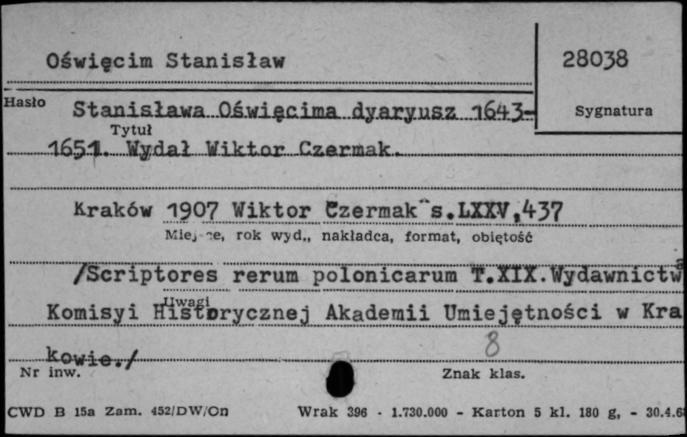 Oświęcim Stanisław
28038
Hasło
Sygnatura
Stanisława Oświęcima dyaryusz 1643-
Tytuł
1651. Wydał Wiktor Czermak.
Kraków 1907 Wiktor Czermak s.LXXV,437
Miejsce, rok wyd., nakładca, format, objętość
/Scriptores rerum polonicarum T.XIX.Wydawnictwa
Uwagi
Komisyi Historycznej Akademii Umiejętności w Kra
kowie./
8
Nr inw.
Znak klas.
CWD B 15a Zam. 452/DW/On Wrak 396 - 1.730.000 - Karton 5 kl. 180 g, - 30.4.6